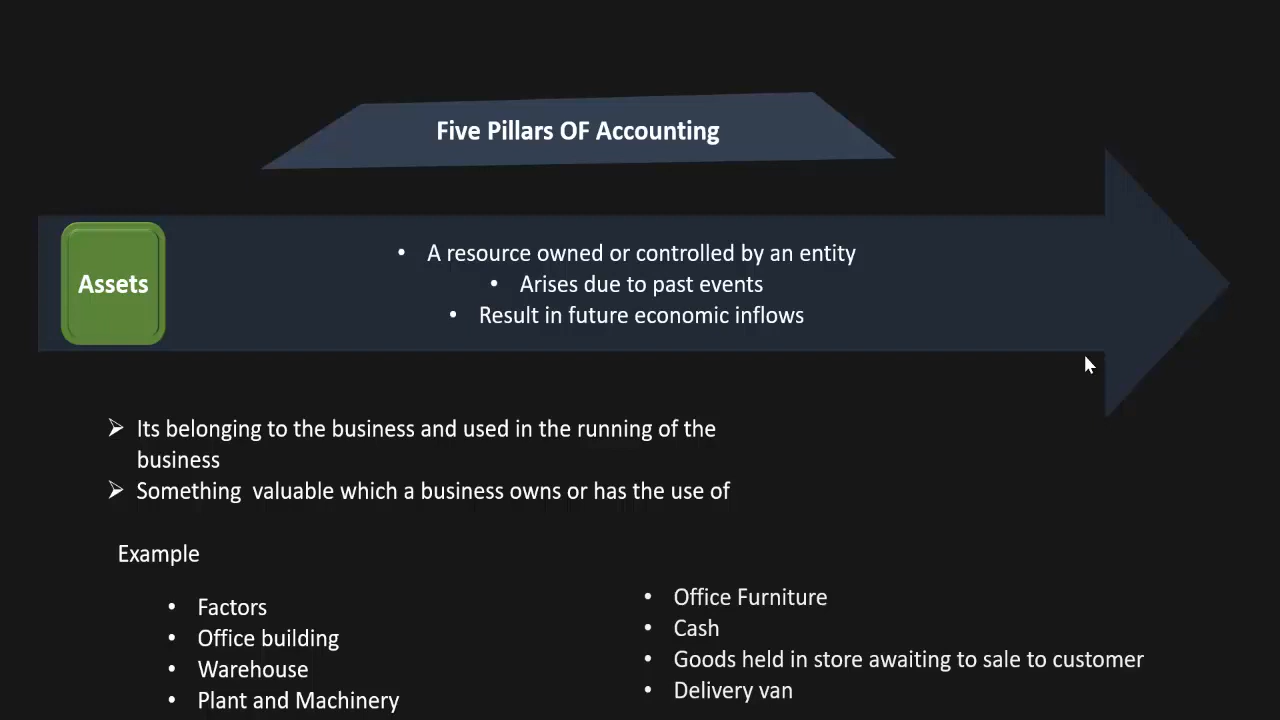 Five Pillars OF Accounting
Assets
• A resource owned or controlled by an entity
• Arises due to past events
• Result in future economic inflows
➢ Its belonging to the business and used in the running of the
business
➢ Something  valuable which a business owns or has the use of
Example
• Factors
• Office building
• Warehouse
• Plant and Machinery
• Office Furniture
• Cash
• Goods held in store awaiting to sale to customer
• Delivery van